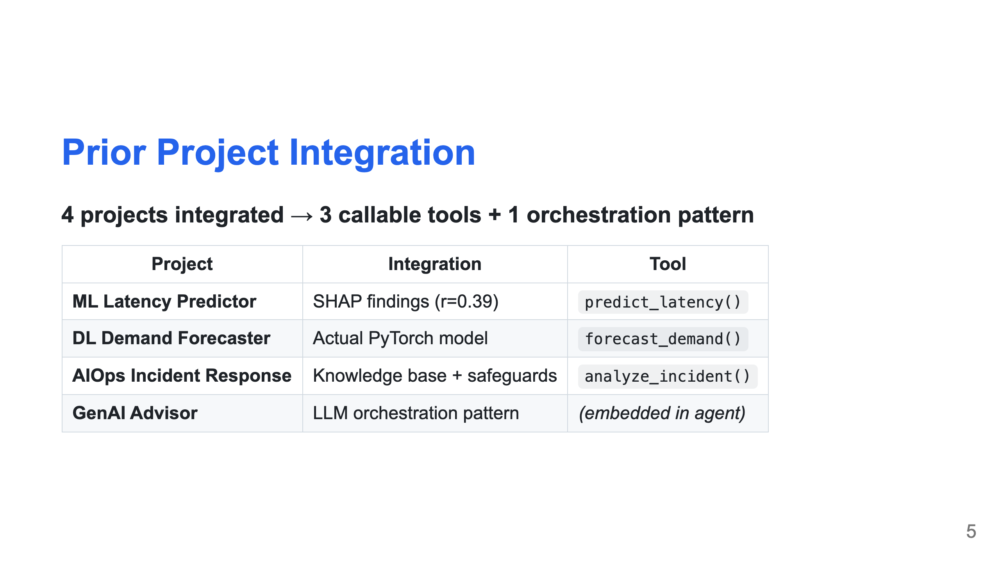 Prior Project Integration
4 projects integrated → 3 callable tools + 1 orchestration pattern
Project Integration Tool
ML Latency Predictor SHAP findings (r=0.39) predict_latency()
DL Demand Forecaster Actual PyTorch model forecast_demand()
AIOps Incident Response Knowledge base + safeguards analyze_incident()
GenAI Advisor LLM orchestration pattern (embedded in agent)
5